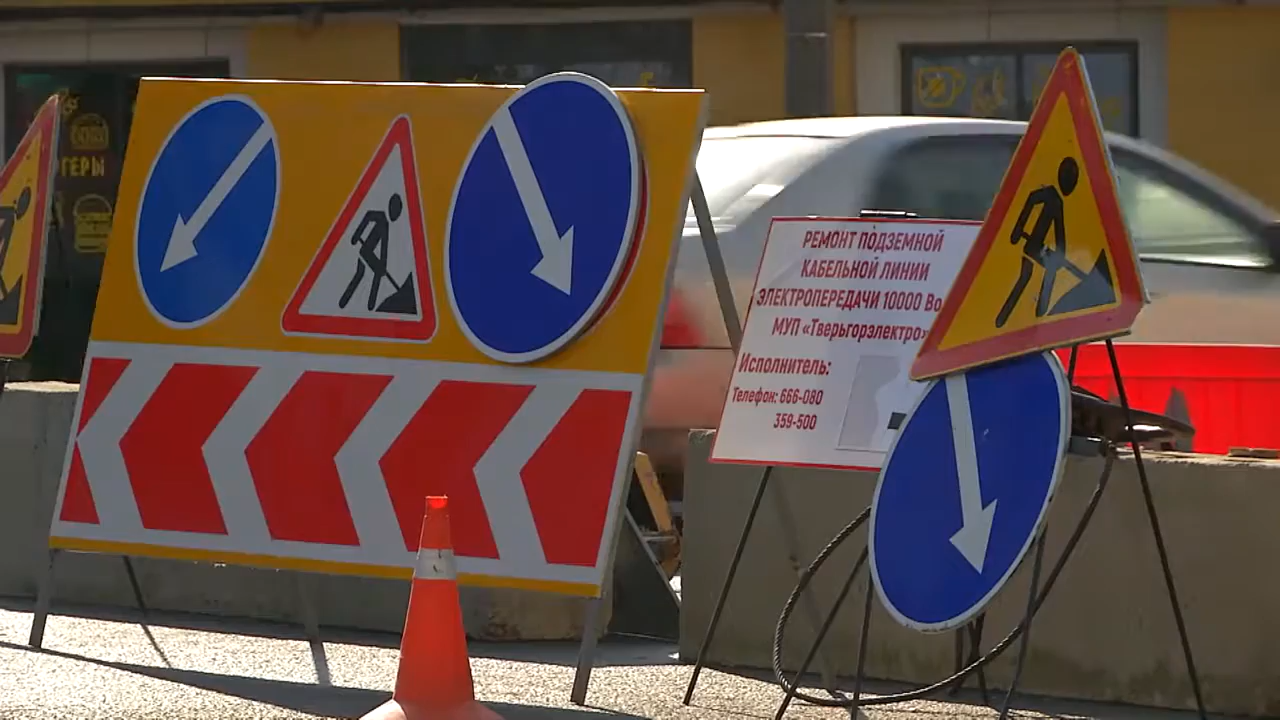 ГЕРЫ
РЕМОНТ ПОДЗЕМНОЙ
КАБЕЛЬНОЙ ЛИНИИ
ЭЛЕКТРОПЕРЕДАЧИ 10000 Во
МУП «Тверьгорэлектро»
Исполнитель:
Телефон: 666-080
359-500